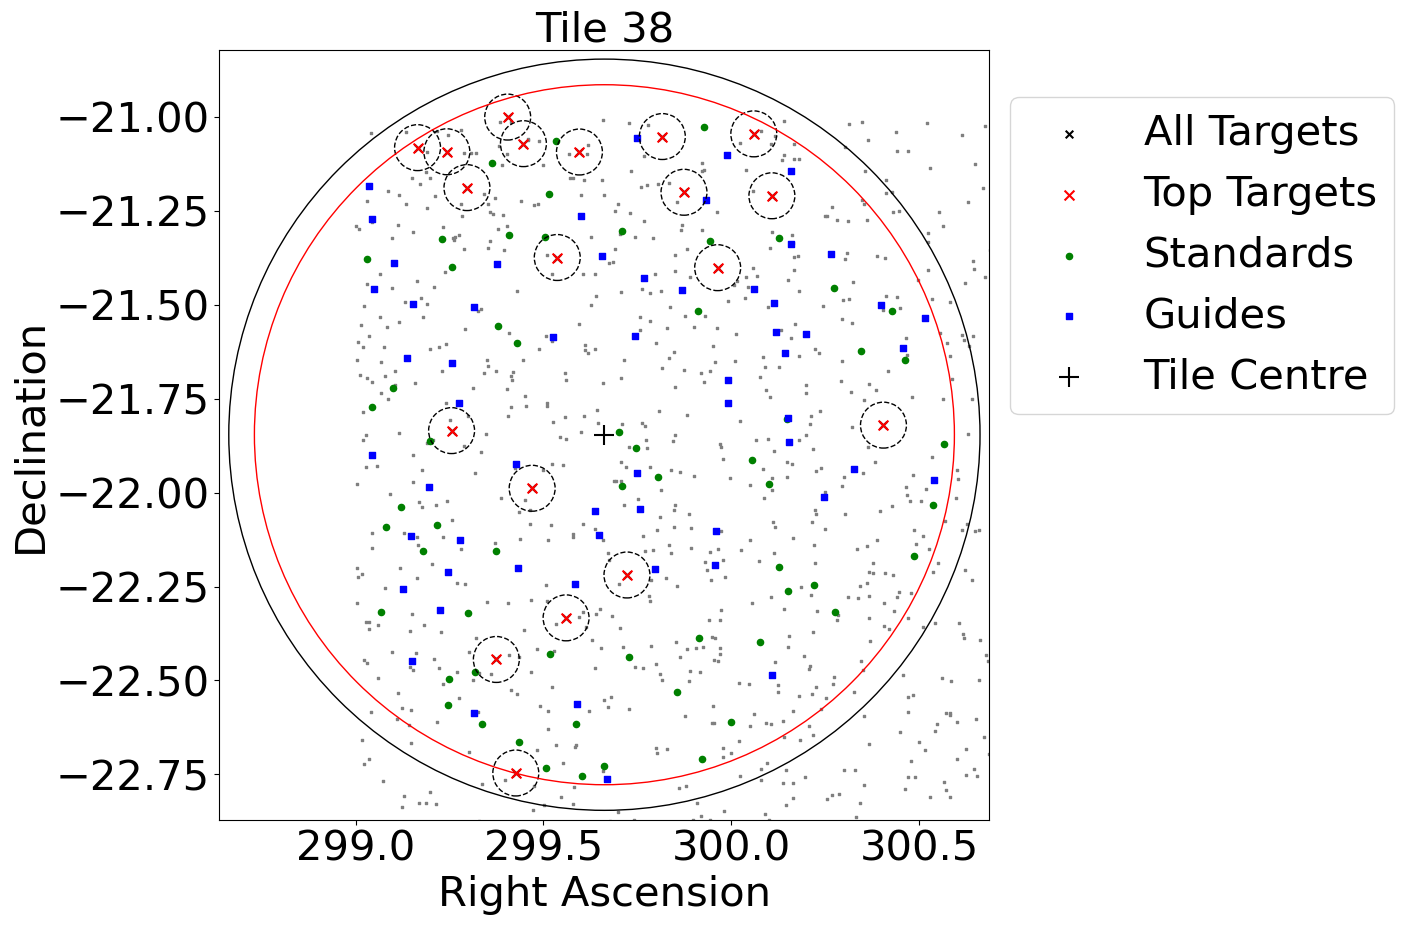 Tile 38
−21.00
−21.25
−21.50
−21.75
−22.00
−22.25
−22.50
−22.75
Declination
299.0 299.5 300.0 300.5
Right Ascension
All Targets
Top Targets
Standards
Guides
Tile Centre